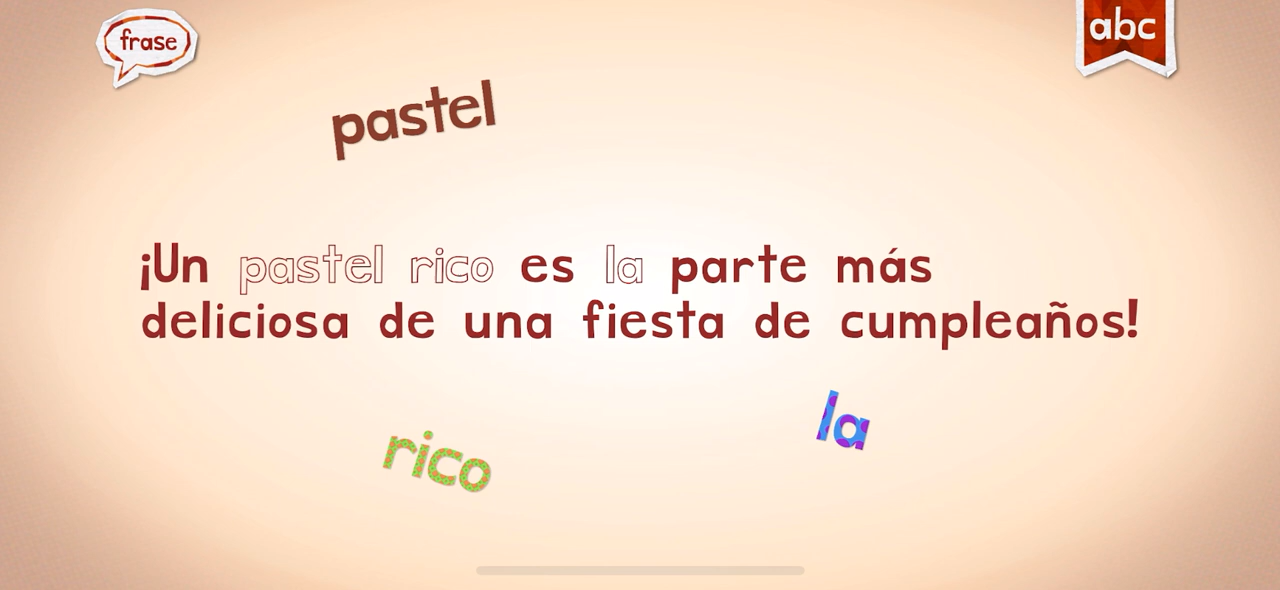 frase
abc
pastel
¡Un pastel rico es la parte más
deliciosa de una fiesta de cumpleaños!
rico
la